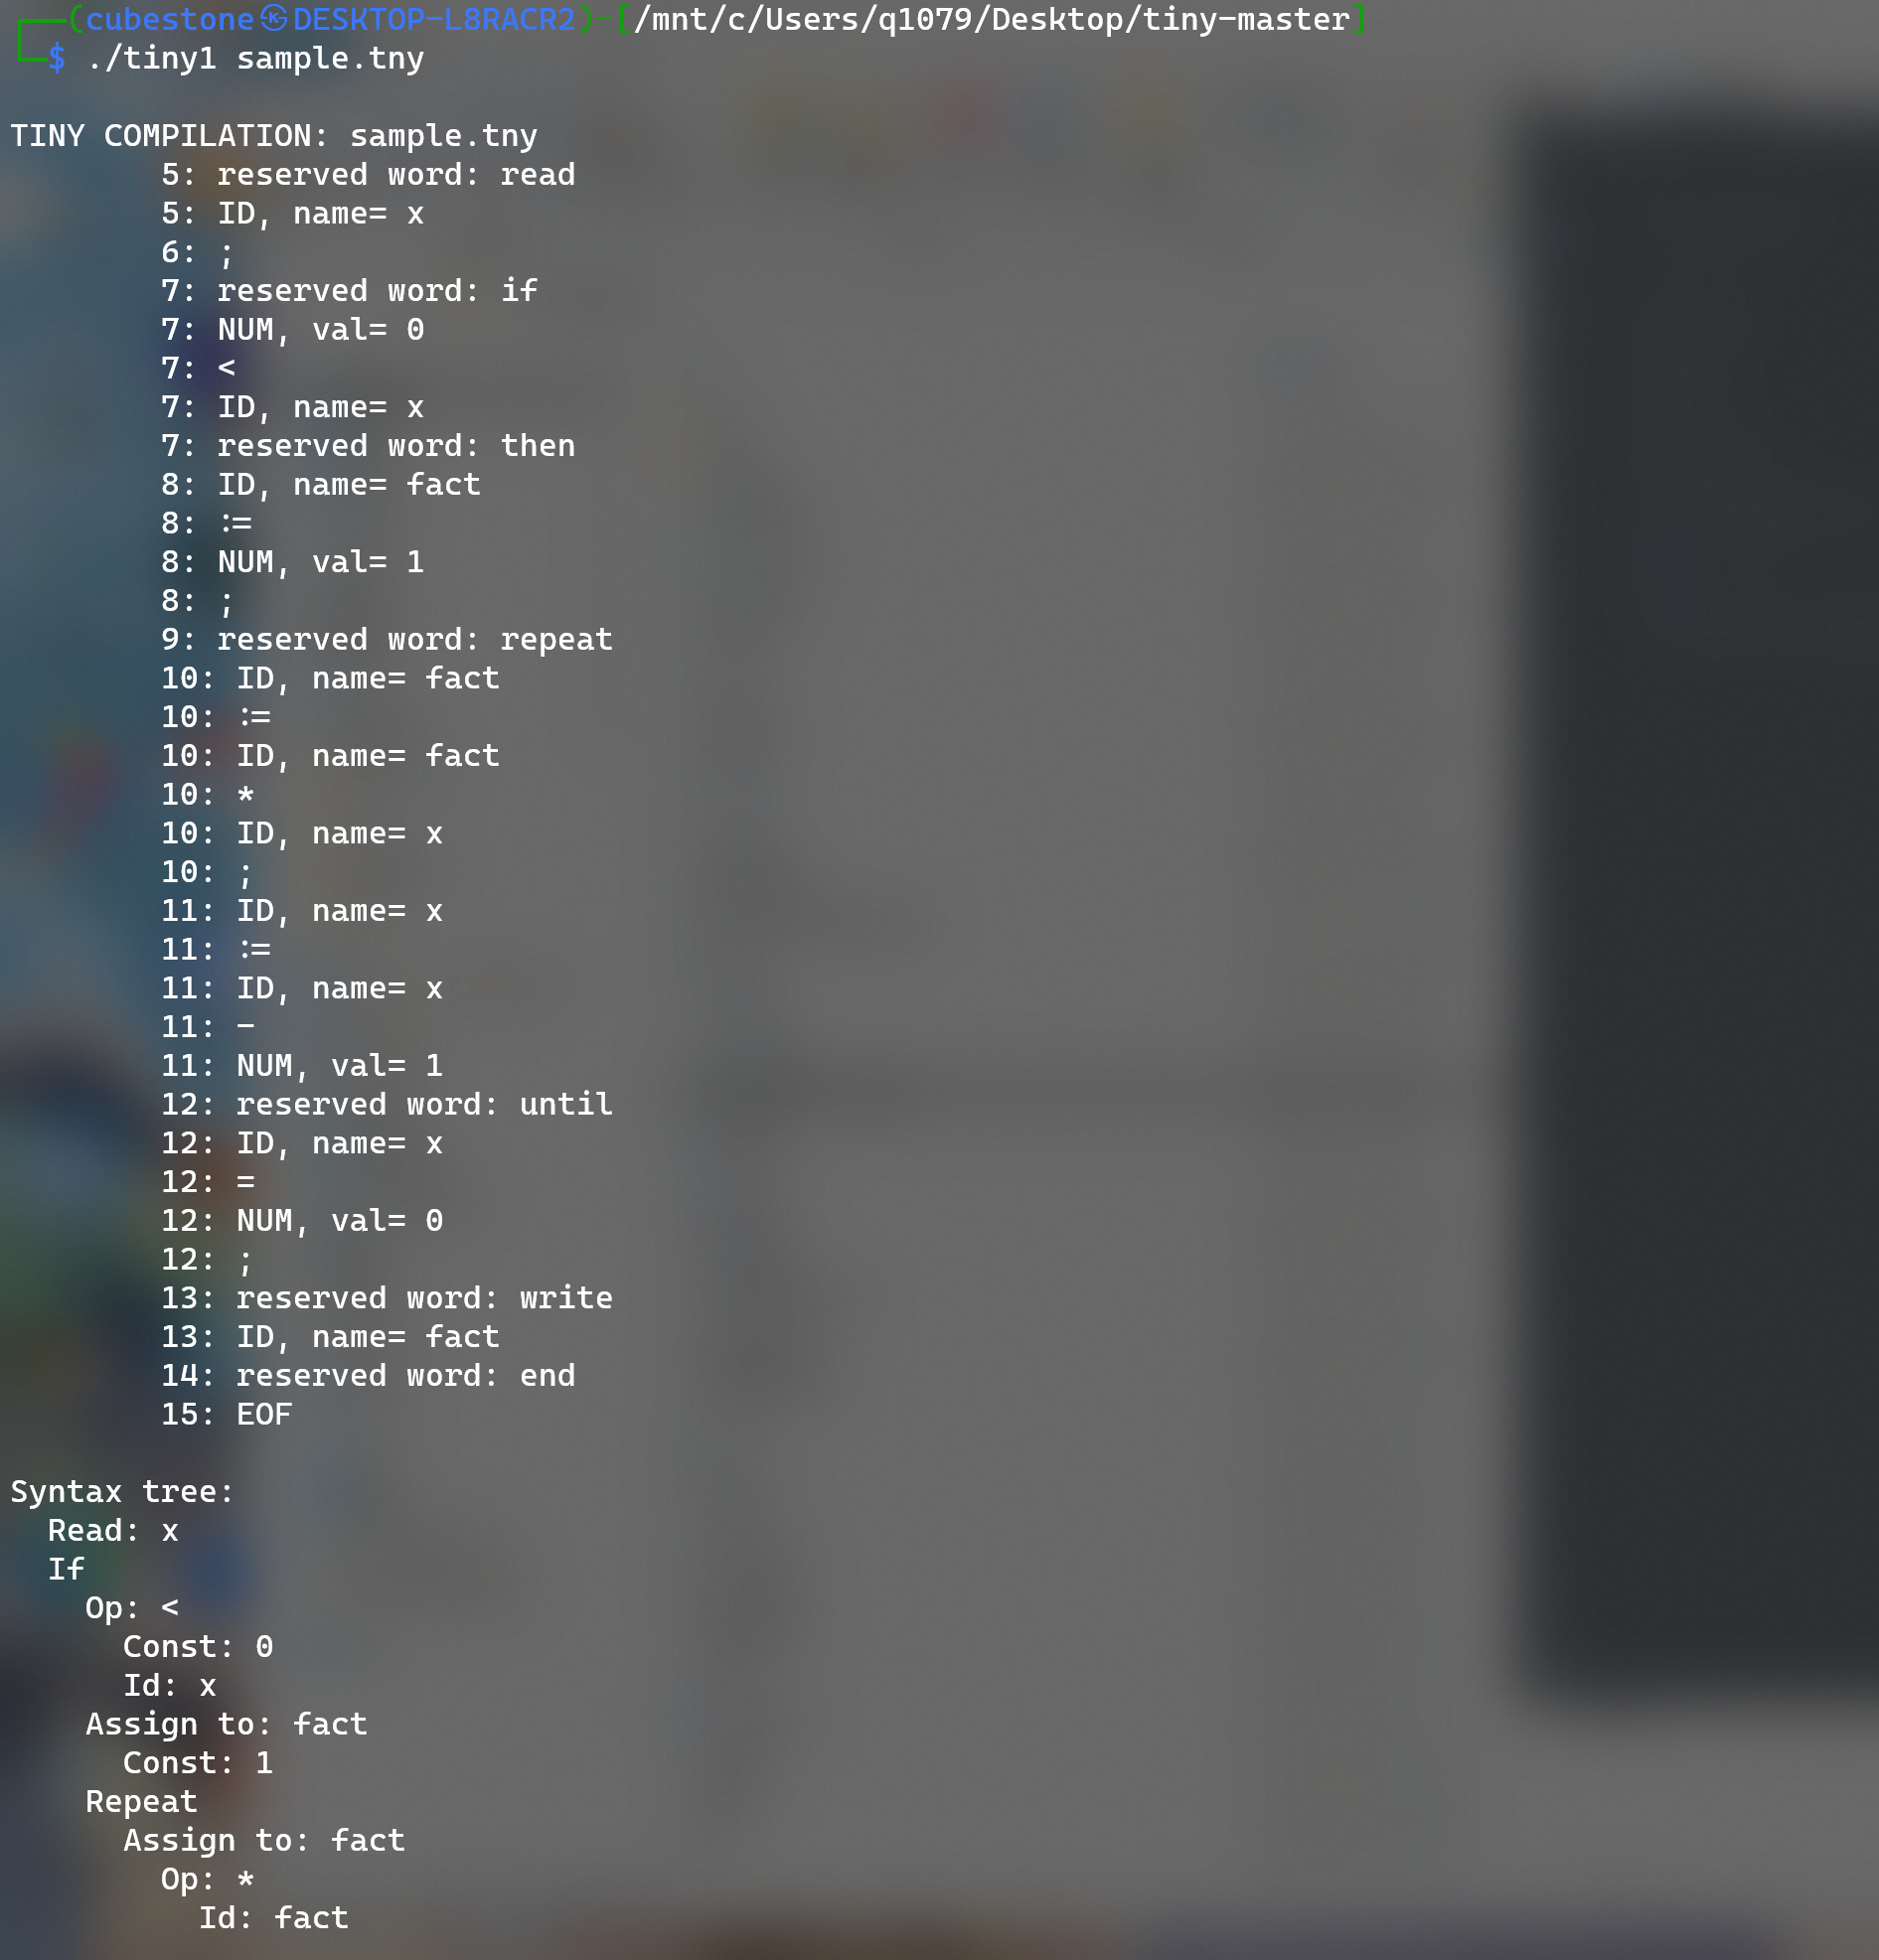 ┌──(cubestone㉿DESKTOP-L8RACR2)-[/mnt/c/Users/q1079/Desktop/tiny-master]
└─$ ./tiny1 sample.tny

TINY COMPILATION: sample.tny
        5: reserved word: read
        5: ID, name= x
        6: ;
        7: reserved word: if
        7: NUM, val= 0
        7: <
        7: ID, name= x
        7: reserved word: then
        8: ID, name= fact
        8: :=
        8: NUM, val= 1
        8: ;
        9: reserved word: repeat
        10: ID, name= fact
        10: :=
        10: ID, name= fact
        10: *
        10: ID, name= x
        10: ;
        11: ID, name= x
        11: :=
        11: ID, name= x
        11: -
        11: NUM, val= 1
        12: reserved word: until
        12: ID, name= x
        12: =
        12: NUM, val= 0
        12: ;
        13: reserved word: write
        13: ID, name= fact
        14: reserved word: end
        15: EOF

Syntax tree:
  Read: x
  If
    Op: <
      Const: 0
      Id: x
    Assign to: fact
      Const: 1
    Repeat
      Assign to: fact
        Op: *
          Id: fact